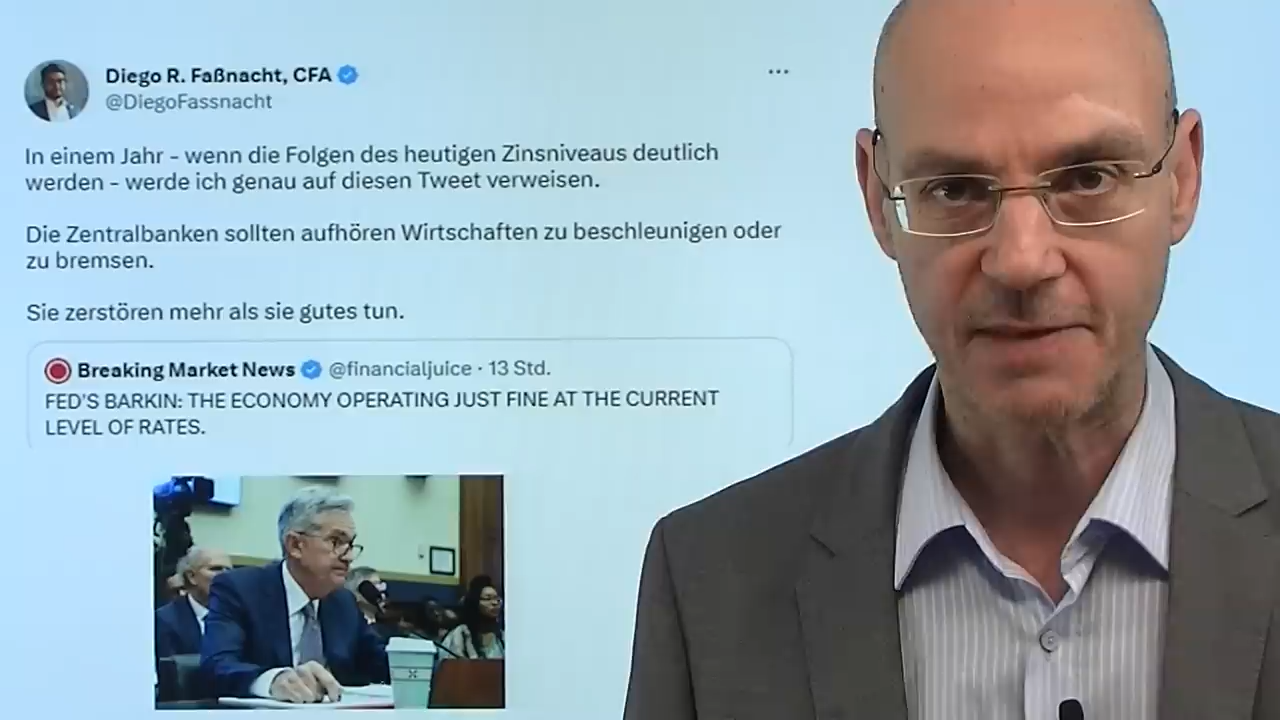 Diego R. Faßnacht, CFA
@DiegoFassnacht
In einem Jahr - wenn die Folgen des heutigen Zinsniveaus deutlich
werden - werde ich genau auf diesen Tweet verweisen.
Die Zentralbanken sollten aufhören Wirtschaften zu beschleunigen oder
zu bremsen.
Sie zerstören mehr als sie gutes tun.
Breaking Market News @financialjuice · 13 Std.
FED'S BARKIN: THE ECONOMY OPERATING JUST FINE AT THE CURRENT
LEVEL OF RATES.